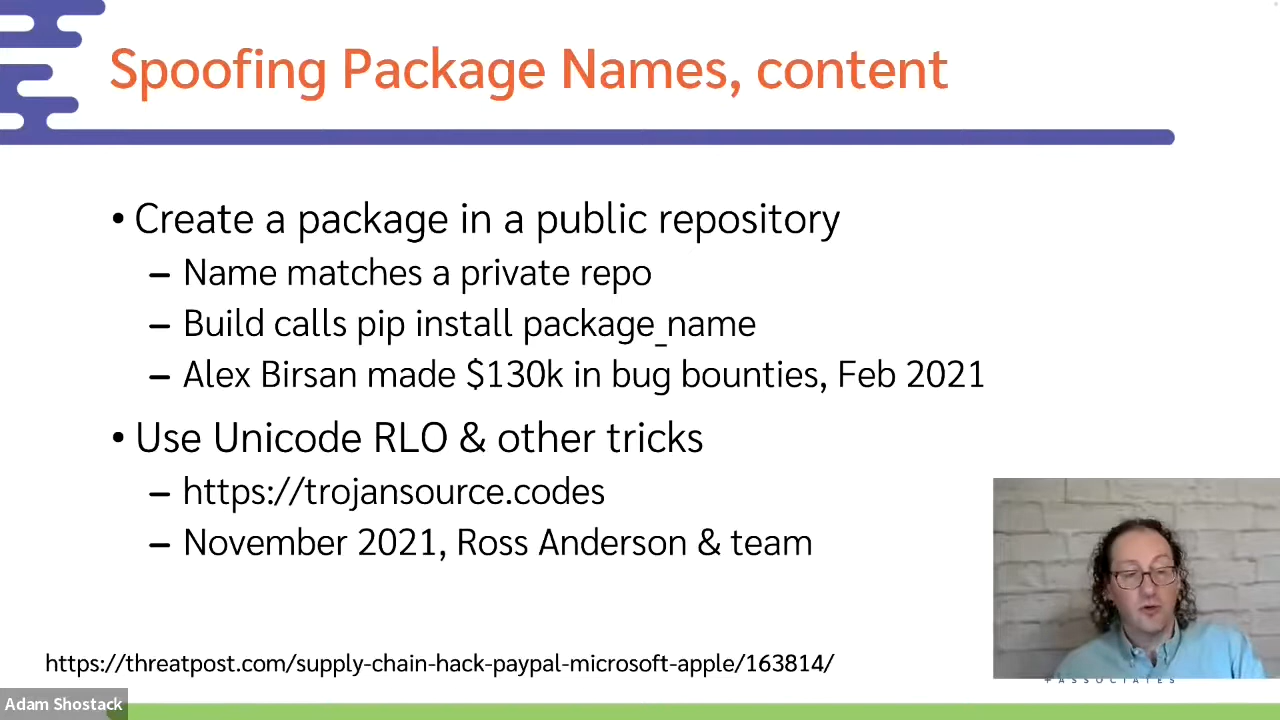 Spoofing Package Names, content
• Create a package in a public repository
– Name matches a private repo
– Build calls pip install package_name
– Alex Birsan made $130k in bug bounties, Feb 2021
• Use Unicode RLO & other tricks
– https://trojansource.codes
– November 2021, Ross Anderson & team
https://threatpost.com/supply-chain-hack-paypal-microsoft-apple/163814/
+ ASSOCIATES
Adam Shostack